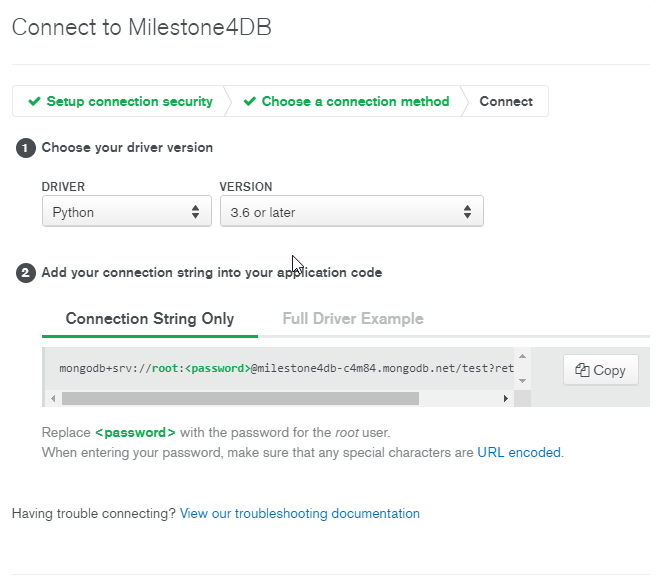 Connect to Milestone4DB
✔ Setup connection security ✔ Choose a connection method Connect
1 Choose your driver version
DRIVER VERSION
Python 3.6 or later
2 Add your connection string into your application code
Connection String Only Full Driver Example
mongodb+srv://root:<password>@milestone4db-c4m84.mongodb.net/test?ret Copy
Replace <password> with the password for the root user.
When entering your password, make sure that any special characters are URL encoded.
Having trouble connecting? View our troubleshooting documentation